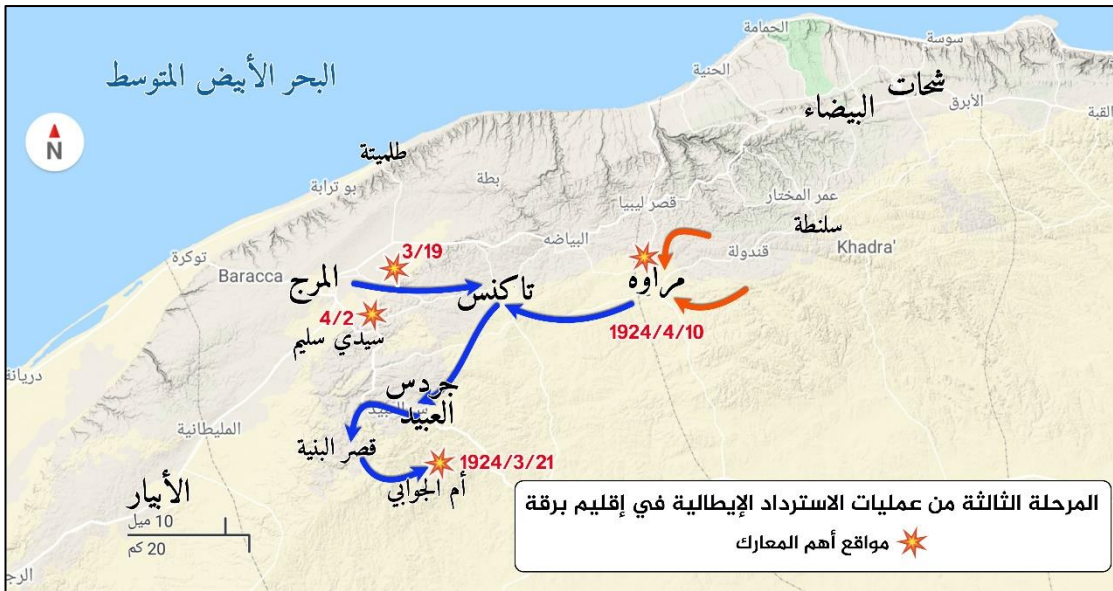 الحمامة
سوسة
الحنية
شحات
البيضاء
الأبرق
القبة
البحر الأبيض المتوسط
N
طلميتة
بو ترابة
بطة
قصر ليبيا
عمر المختار
سلنطة
توكرة
Baracca
3/19
البياضه
قندولة
Khadra'
المرج
تاكنس
مراوه
4/2
سيدي سليم
1924/4/10
دريانة
جردس
العبيد
المليطانية
قصر البنية
1924/3/21
أم الجوابي
الأبيار
10 ميل
20 كم
الرج
المرحلة الثالثة من عمليات الاسترداد الإيطالية في إقليم برقة
مواقع أهم المعارك